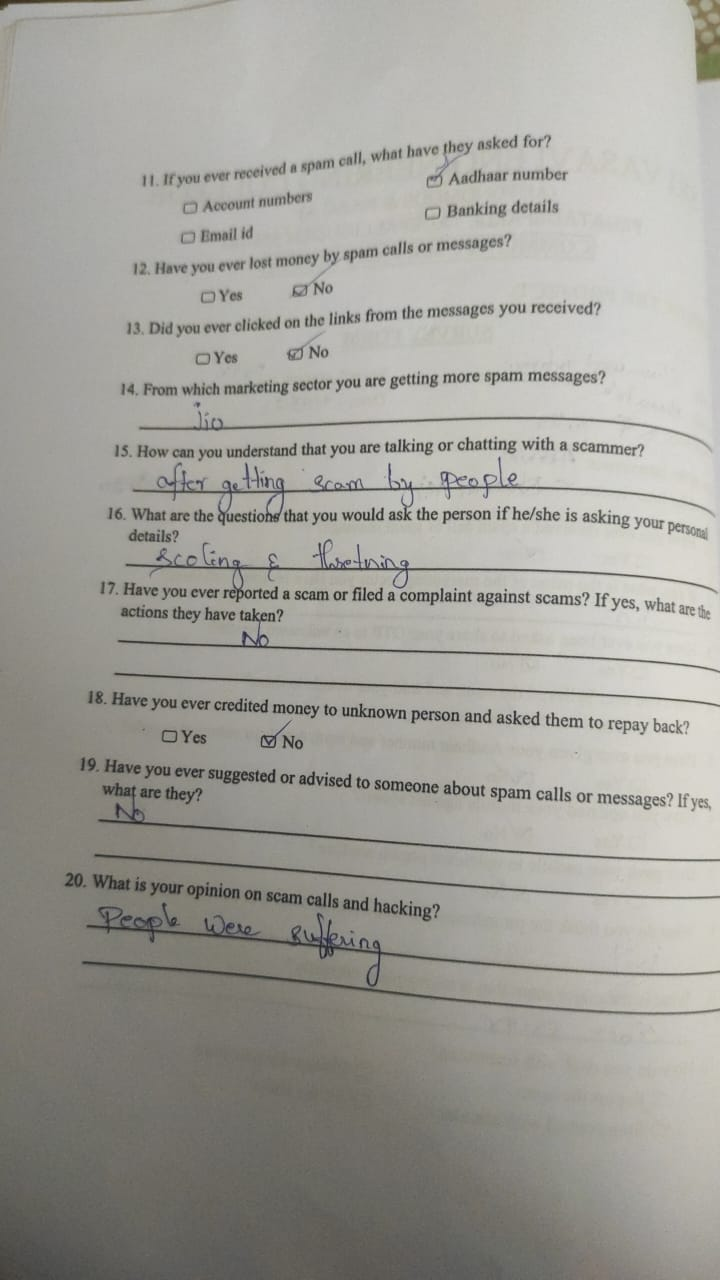 11. If you ever received a spam call, what have they asked for?
☐ Account numbers ☑ Aadhaar number
☐ Email id ☐ Banking details
12. Have you ever lost money by spam calls or messages?
☐ Yes ☑ No
13. Did you ever clicked on the links from the messages you received?
☐ Yes ☑ No
14. From which marketing sector you are getting more spam messages?
Jio
15. How can you understand that you are talking or chatting with a scammer?
after getting scam by people
16. What are the questions that you would ask the person if he/she is asking your personal
details?
scoling & thretning
17. Have you ever reported a scam or filed a complaint against scams? If yes, what are the
actions they have taken?
No
18. Have you ever credited money to unknown person and asked them to repay back?
☐ Yes ☑ No
19. Have you ever suggested or advised to someone about spam calls or messages? If yes,
what are they?
No
20. What is your opinion on scam calls and hacking?
People were suffering